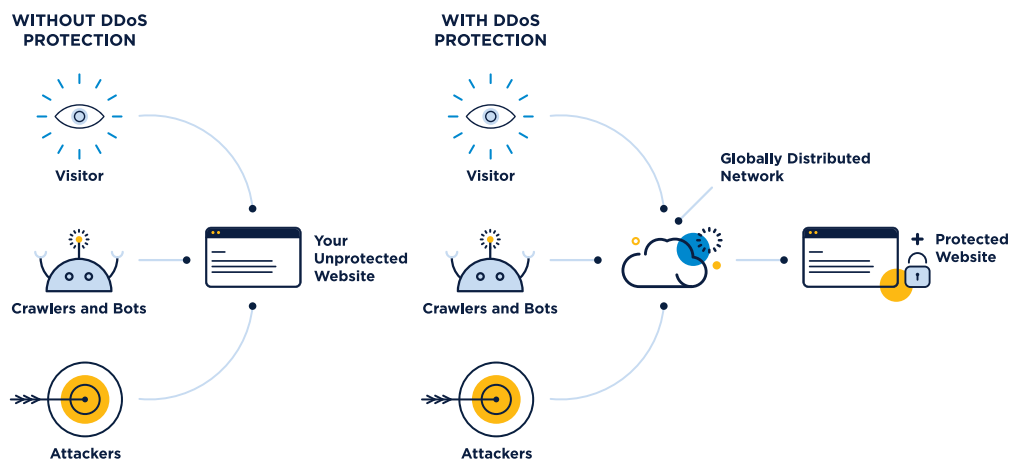 WITHOUT DDoS
PROTECTION
Visitor
Crawlers and Bots
Attackers
Your
Unprotected
Website
WITH DDoS
PROTECTION
Visitor
Crawlers and Bots
Attackers
Globally Distributed
Network
Protected
Website